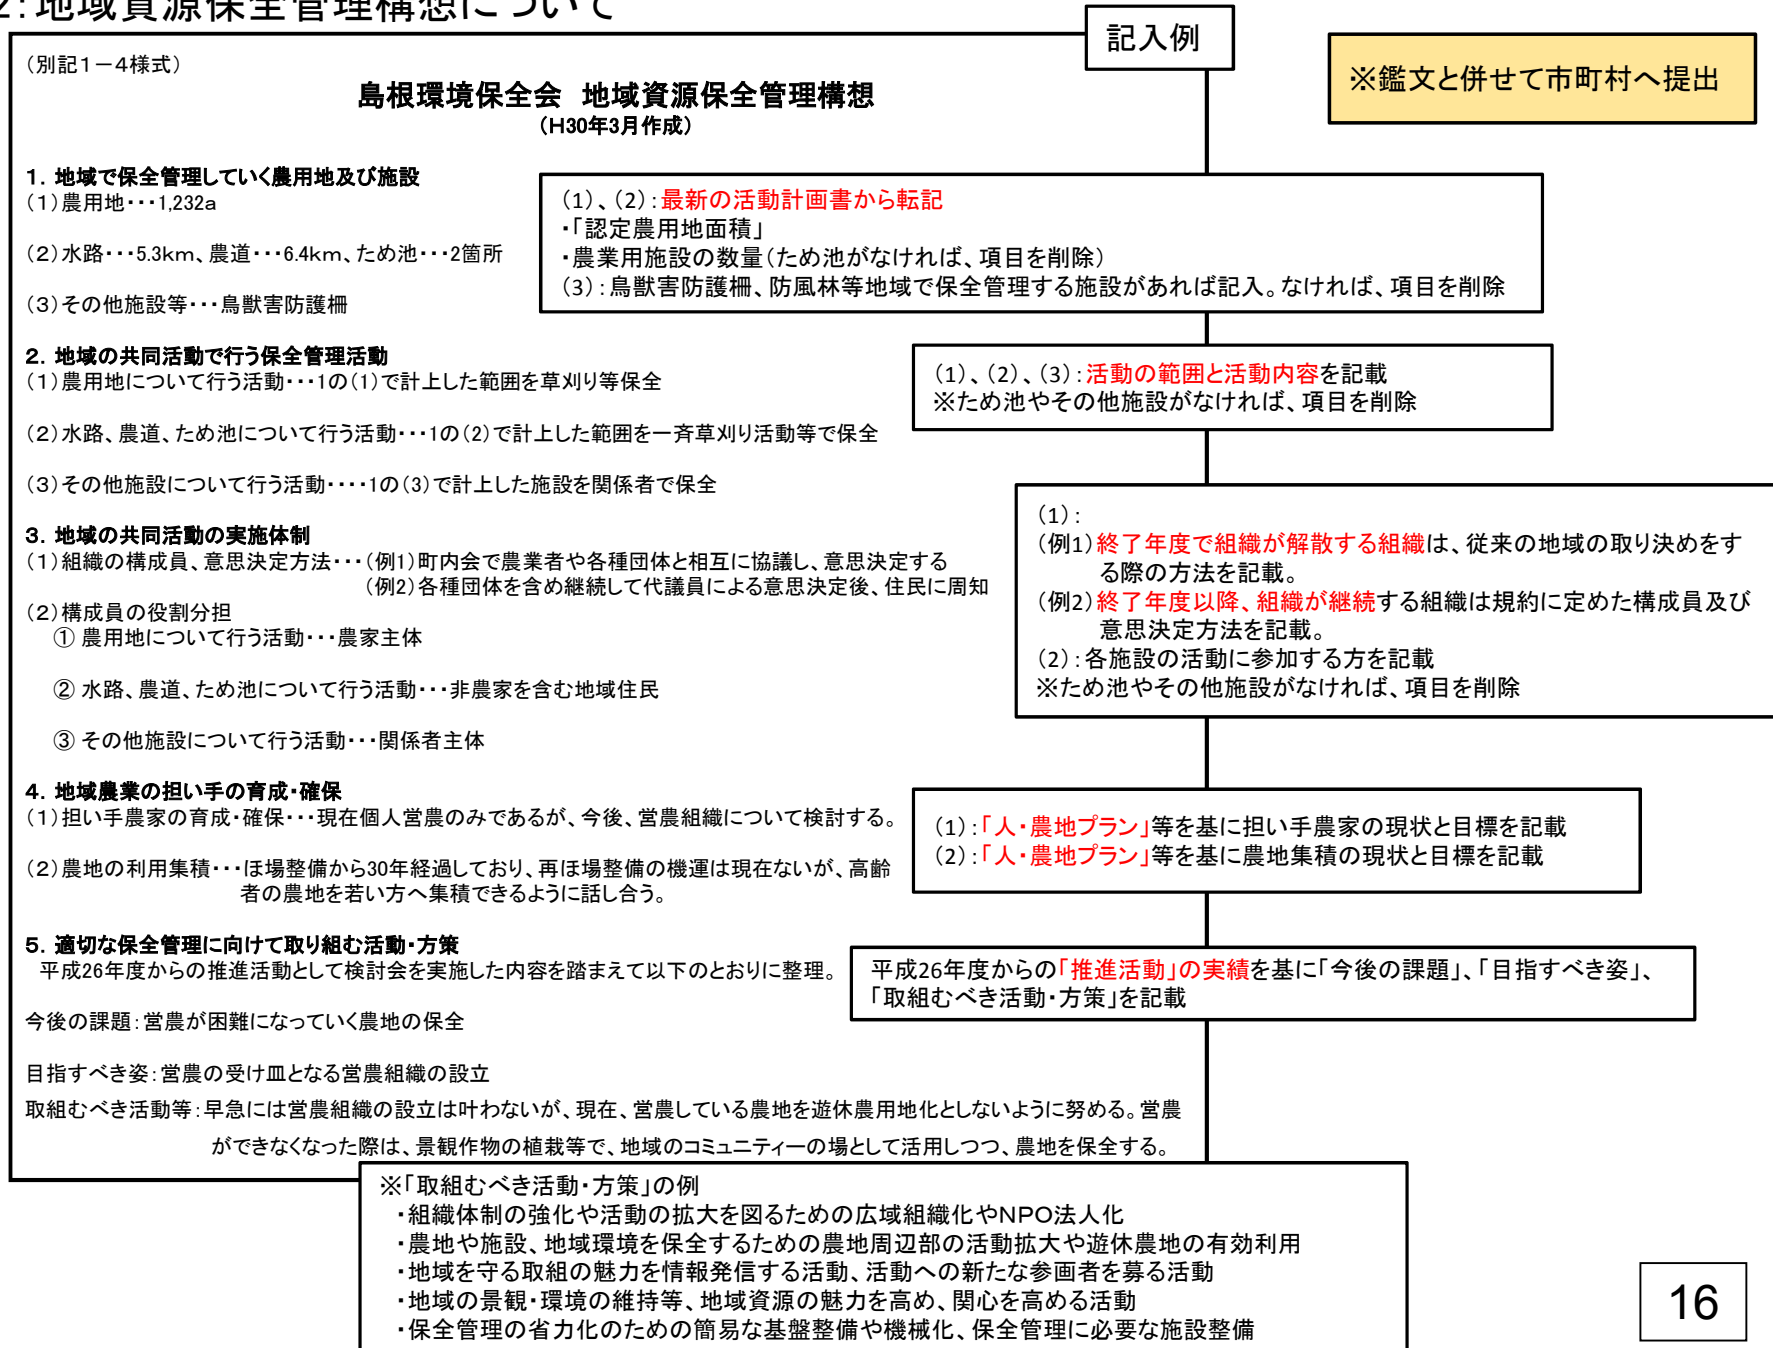 2：地域資源保全管理構想について
記入例
※鑑文と併せて市町村へ提出
（別記１－４様式）
島根環境保全会　地域資源保全管理構想
（H30年3月作成）
1．地域で保全管理していく農用地及び施設
（1）農用地・・・1,232a
（2）水路・・・5.3km、農道・・・6.4km、ため池・・・2箇所
（3）その他施設等・・・鳥獣害防護柵
（1）、（2）：最新の活動計画書から転記
・「認定農用地面積」
・農業用施設の数量（ため池がなければ、項目を削除）
（3）：鳥獣害防護柵、防風林等地域で保全管理する施設があれば記入。なければ、項目を削除
2．地域の共同活動で行う保全管理活動
（1）農用地について行う活動・・・1の（1）で計上した範囲を草刈り等保全
（2）水路、農道、ため池について行う活動・・・1の（2）で計上した範囲を一斉草刈り活動等で保全
（3）その他施設について行う活動・・・・1の（3）で計上した施設を関係者で保全
（1）、（2）、（3）：活動の範囲と活動内容を記載
※ため池やその他施設がなければ、項目を削除
3．地域の共同活動の実施体制
（1）組織の構成員、意思決定方法・・・（例1）町内会で農業者や各種団体と相互に協議し、意思決定する
（例2）各種団体を含め継続して代議員による意思決定後、住民に周知
（2）構成員の役割分担
① 農用地について行う活動・・・農家主体
② 水路、農道、ため池について行う活動・・・非農家を含む地域住民
③ その他施設について行う活動・・・関係者主体
（1）：
（例1）終了年度で組織が解散する組織は、従来の地域の取り決めをす
る際の方法を記載。
（例2）終了年度以降、組織が継続する組織は規約に定めた構成員及び
意思決定方法を記載。
（2）：各施設の活動に参加する方を記載
※ため池やその他施設がなければ、項目を削除
4．地域農業の担い手の育成・確保
（1）担い手農家の育成・確保・・・現在個人営農のみであるが、今後、営農組織について検討する。
（2）農地の利用集積・・・ほ場整備から30年経過しており、再ほ場整備の機運は現在ないが、高齢
者の農地を若い方へ集積できるように話し合う。
（1）：「人・農地プラン」等を基に担い手農家の現状と目標を記載
（2）：「人・農地プラン」等を基に農地集積の現状と目標を記載
5．適切な保全管理に向けて取り組む活動・方策
平成26年度からの推進活動として検討会を実施した内容を踏まえて以下のとおりに整理。
今後の課題：営農が困難になっていく農地の保全
目指すべき姿：営農の受け皿となる営農組織の設立
取組むべき活動等：早急には営農組織の設立は叶わないが、現在、営農している農地を遊休農用地化としないように努める。営農
ができなくなった際は、景観作物の植栽等で、地域のコミュニティーの場として活用しつつ、農地を保全する。
平成26年度からの「推進活動」の実績を基に「今後の課題」、「目指すべき姿」、
「取組むべき活動・方策」を記載
※「取組むべき活動・方策」の例
・組織体制の強化や活動の拡大を図るための広域組織化やNPO法人化
・農地や施設、地域環境を保全するための農地周辺部の活動拡大や遊休農地の有効利用
・地域を守る取組の魅力を情報発信する活動、活動への新たな参画者を募る活動
・地域の景観・環境の維持等、地域資源の魅力を高め、関心を高める活動
・保全管理の省力化のための簡易な基盤整備や機械化、保全管理に必要な施設整備
16